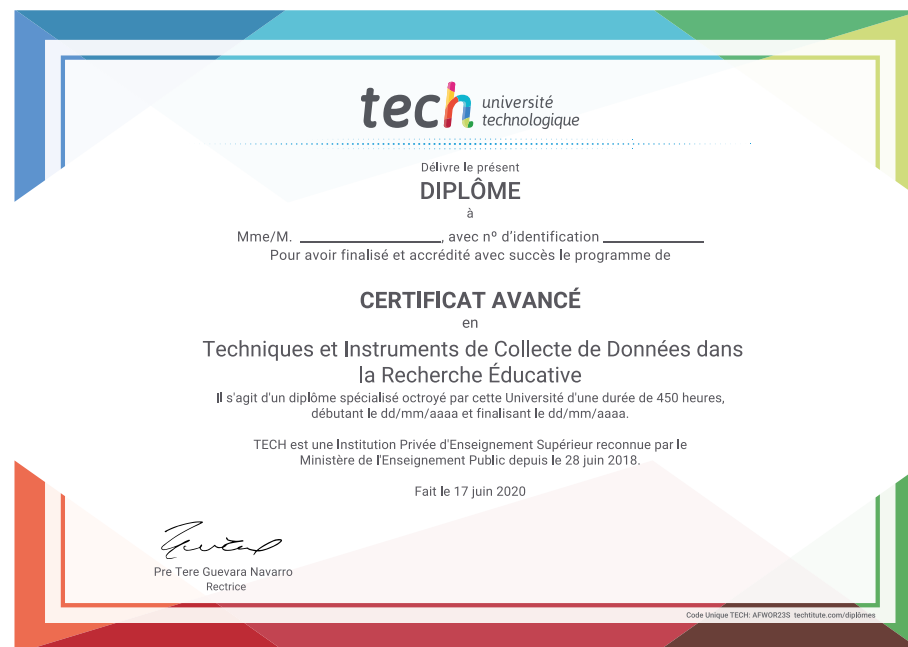 tech université
technologique
Délivre le présent
DIPLÔME
à
Mme/M. ____________________, avec nº d'identification ______________
Pour avoir finalisé et accrédité avec succès le programme de
CERTIFICAT AVANCÉ
en
Techniques et Instruments de Collecte de Données dans
la Recherche Éducative
Il s'agit d'un diplôme spécialisé octroyé par cette Université d'une durée de 450 heures,
débutant le dd/mm/aaaa et finalisant le dd/mm/aaaa.
TECH est une Institution Privée d'Enseignement Supérieur reconnue par le
Ministère de l'Enseignement Public depuis le 28 juin 2018.
Fait le 17 juin 2020
Pre Tere Guevara Navarro
Rectrice
Code Unique TECH: AFWOR23S techtitute.com/diplômes